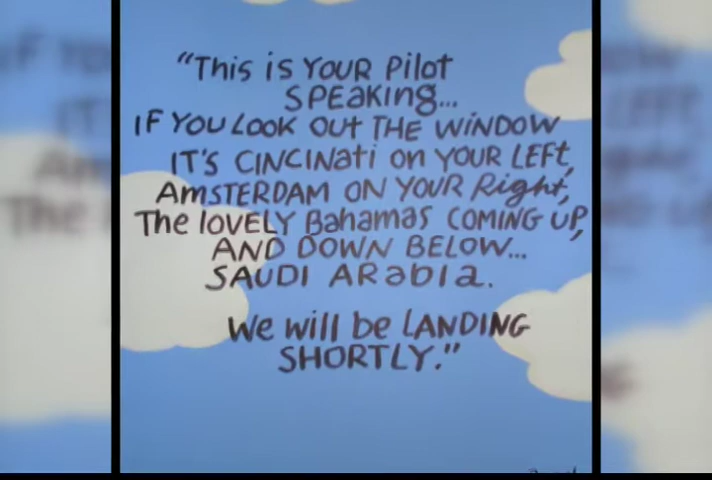 "This is YOUR Pilot
SPEaKing...
IF YOU LOOK OUt THE WiNDOW
IT'S CINCINati on YOUR LEFt,
AmSTERDAM ON YOUR Right,
The lOVELY Bahamas COMING UP,
AND DOWN BELOW...
SAUDI ARabIa.
We will be LANDING
SHORTLY."